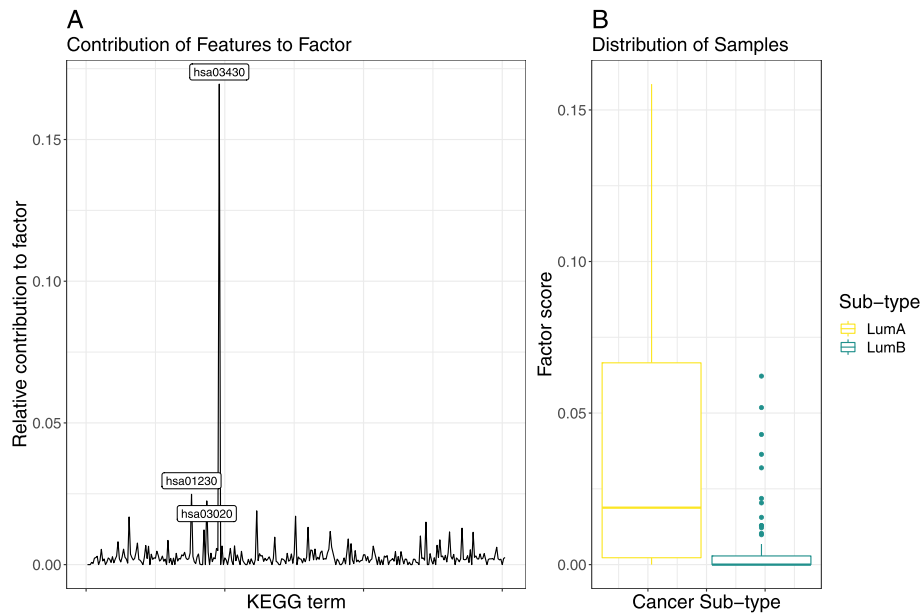 A
Contribution of Features to Factor
hsa03430
hsa01230
hsa03020
Relative contribution to factor
0.15
0.10
0.05
0.00
KEGG term
B
Distribution of Samples
Factor score
0.15
0.10
0.05
0.00
Cancer Sub−type
Sub−type
LumA
LumB